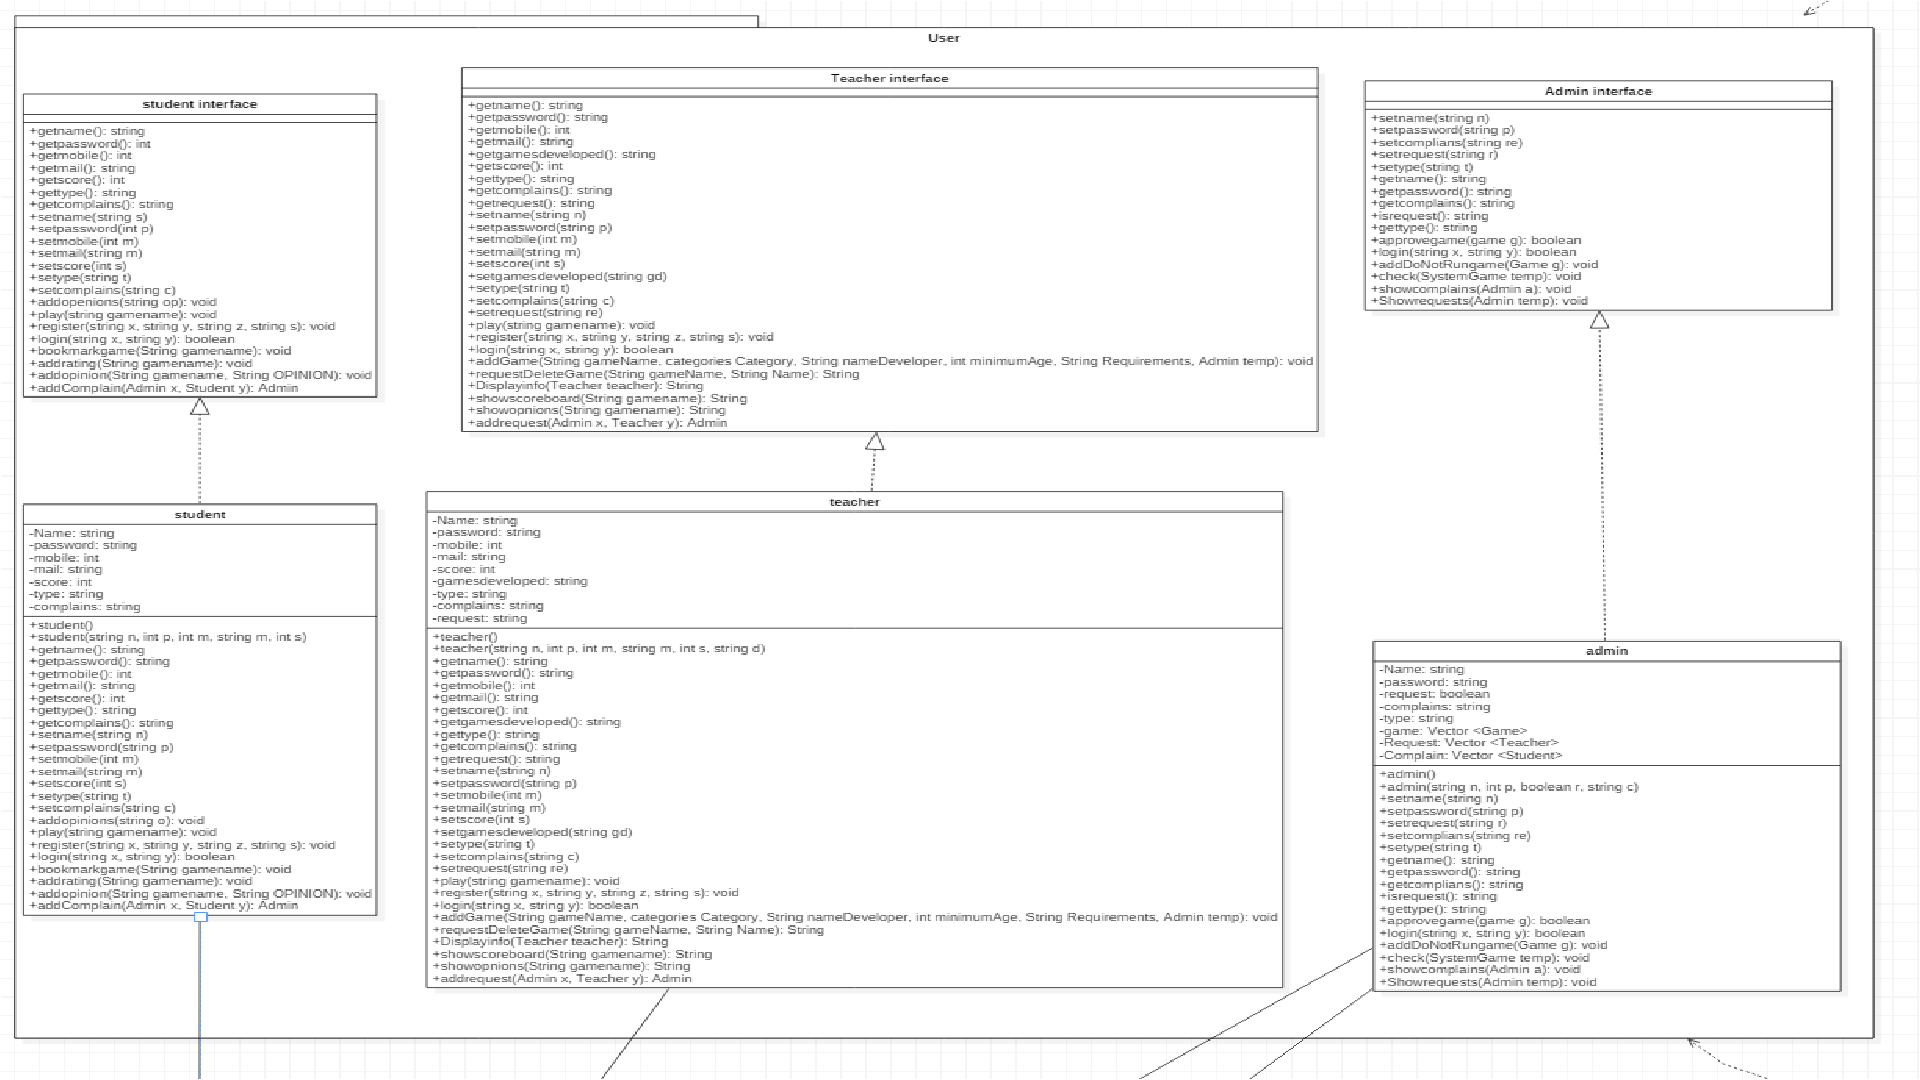 User
student interface
+getname(): string
+getpassword(): int
+getmobile(): int
+getmail(): string
+getscore(): int
+gettype(): string
+getcomplains(): string
+setname(string s)
+setpassword(int p)
+setmobile(int m)
+setmail(string m)
+setscore(int s)
+setype(string t)
+setcomplains(string c)
+addopenions(string op): void
+play(string gamename): void
+register(string x, string y, string z, string s): void
+login(string x, string y): boolean
+bookmarkgame(String gamename): void
+addrating(String gamename): void
+addopinion(String gamename, String OPINION): void
+addComplain(Admin x, Student y): Admin
Teacher interface
+getname(): string
+getpassword(): string
+getmobile(): int
+getmail(): string
+getgamesdeveloped(): string
+getscore(): int
+gettype(): string
+getcomplains(): string
+getrequest(): string
+setname(string n)
+setpassword(string p)
+setmobile(int m)
+setmail(string m)
+setscore(int s)
+setgamesdeveloped(string gd)
+setype(string t)
+setcomplains(string c)
+setrequest(string re)
+play(string gamename): void
+register(string x, string y, string z, string s): void
+login(string x, string y): boolean
+addGame(String gameName, categories Category, String nameDeveloper, int minimumAge, String Requirements, Admin temp): void
+requestDeleteGame(String gameName, String Name): String
+Displayinfo(Teacher teacher): String
+showscoreboard(String gamename): String
+showopnions(String gamename): String
+addrequest(Admin x, Teacher y): Admin
Admin interface
+setname(string n)
+setpassword(string p)
+setcomplians(string re)
+setrequest(string r)
+setype(string t)
+getname(): string
+getpassword(): string
+getcomplains(): string
+isrequest(): string
+gettype(): string
+approvegame(game g): boolean
+login(string x, string y): boolean
+addDoNotRungame(Game g): void
+check(SystemGame temp): void
+showcomplains(Admin a): void
+Showrequests(Admin temp): void
student
-Name: string
-password: string
-mobile: int
-mail: string
-score: int
-type: string
-complains: string
+student()
+student(string n, int p, int m, string m, int s)
+getname(): string
+getpassword(): string
+getmobile(): int
+getmail(): string
+getscore(): int
+gettype(): string
+getcomplains(): string
+setname(string n)
+setpassword(string p)
+setmobile(int m)
+setmail(string m)
+setscore(int s)
+setype(string t)
+setcomplains(string c)
+addopinions(string o): void
+play(string gamename): void
+register(string x, string y, string z, string s): void
+login(string x, string y): boolean
+bookmarkgame(String gamename): void
+addrating(String gamename): void
+addopinion(String gamename, String OPINION): void
+addComplain(Admin x, Student y): Admin
teacher
-Name: string
-password: string
-mobile: int
-mail: string
-score: int
-gamesdeveloped: string
-type: string
-complains: string
-request: string
+teacher()
+teacher(string n, int p, int m, string m, int s, string d)
+getname(): string
+getpassword(): string
+getmobile(): int
+getmail(): string
+getscore(): int
+getgamesdeveloped(): string
+gettype(): string
+getcomplains(): string
+getrequest(): string
+setname(string n)
+setpassword(string p)
+setmobile(int m)
+setmail(string m)
+setscore(int s)
+setgamesdeveloped(string gd)
+setype(string t)
+setcomplains(string c)
+setrequest(string re)
+play(string gamename): void
+register(string x, string y, string z, string s): void
+login(string x, string y): boolean
+addGame(String gameName, categories Category, String nameDeveloper, int minimumAge, String Requirements, Admin temp): void
+requestDeleteGame(String gameName, String Name): String
+Displayinfo(Teacher teacher): String
+showscoreboard(String gamename): String
+showopnions(String gamename): String
+addrequest(Admin x, Teacher y): Admin
admin
-Name: string
-password: string
-request: boolean
-complains: string
-type: string
-game: Vector <Game>
-Request: Vector <Teacher>
-Complain: Vector <Student>
+admin()
+admin(string n, int p, boolean r, string c)
+setname(string n)
+setpassword(string p)
+setrequest(string r)
+setcomplians(string re)
+setype(string t)
+getname(): string
+getpassword(): string
+getcomplians(): string
+isrequest(): string
+gettype(): string
+approvegame(game g): boolean
+login(string x, string y): boolean
+addDoNotRungame(Game g): void
+check(SystemGame temp): void
+showcomplains(Admin a): void
+Showrequests(Admin temp): void